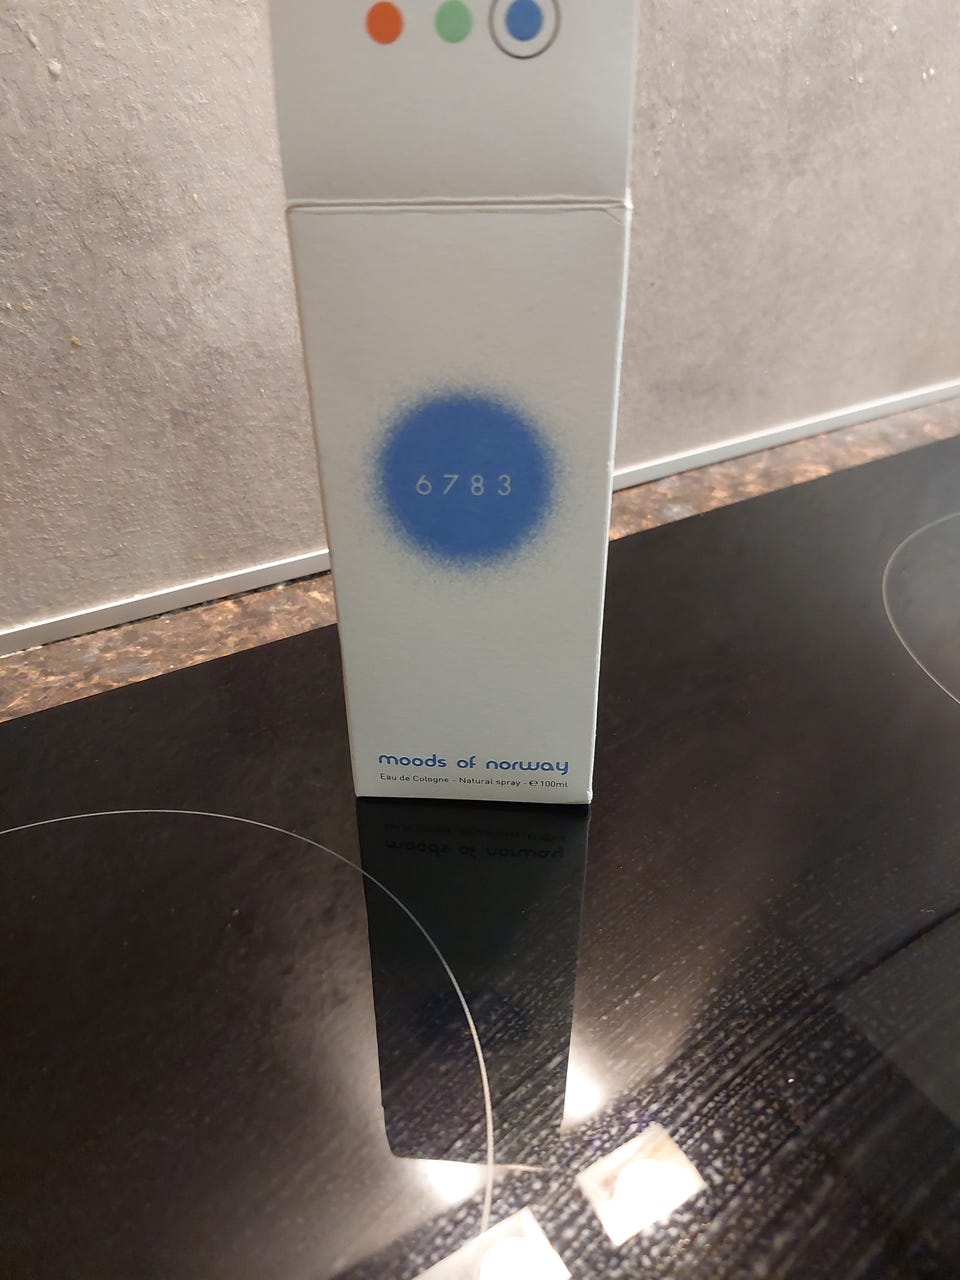 6783
moods of norway
Eau de Cologne - Natural spray - ℮ 100ml